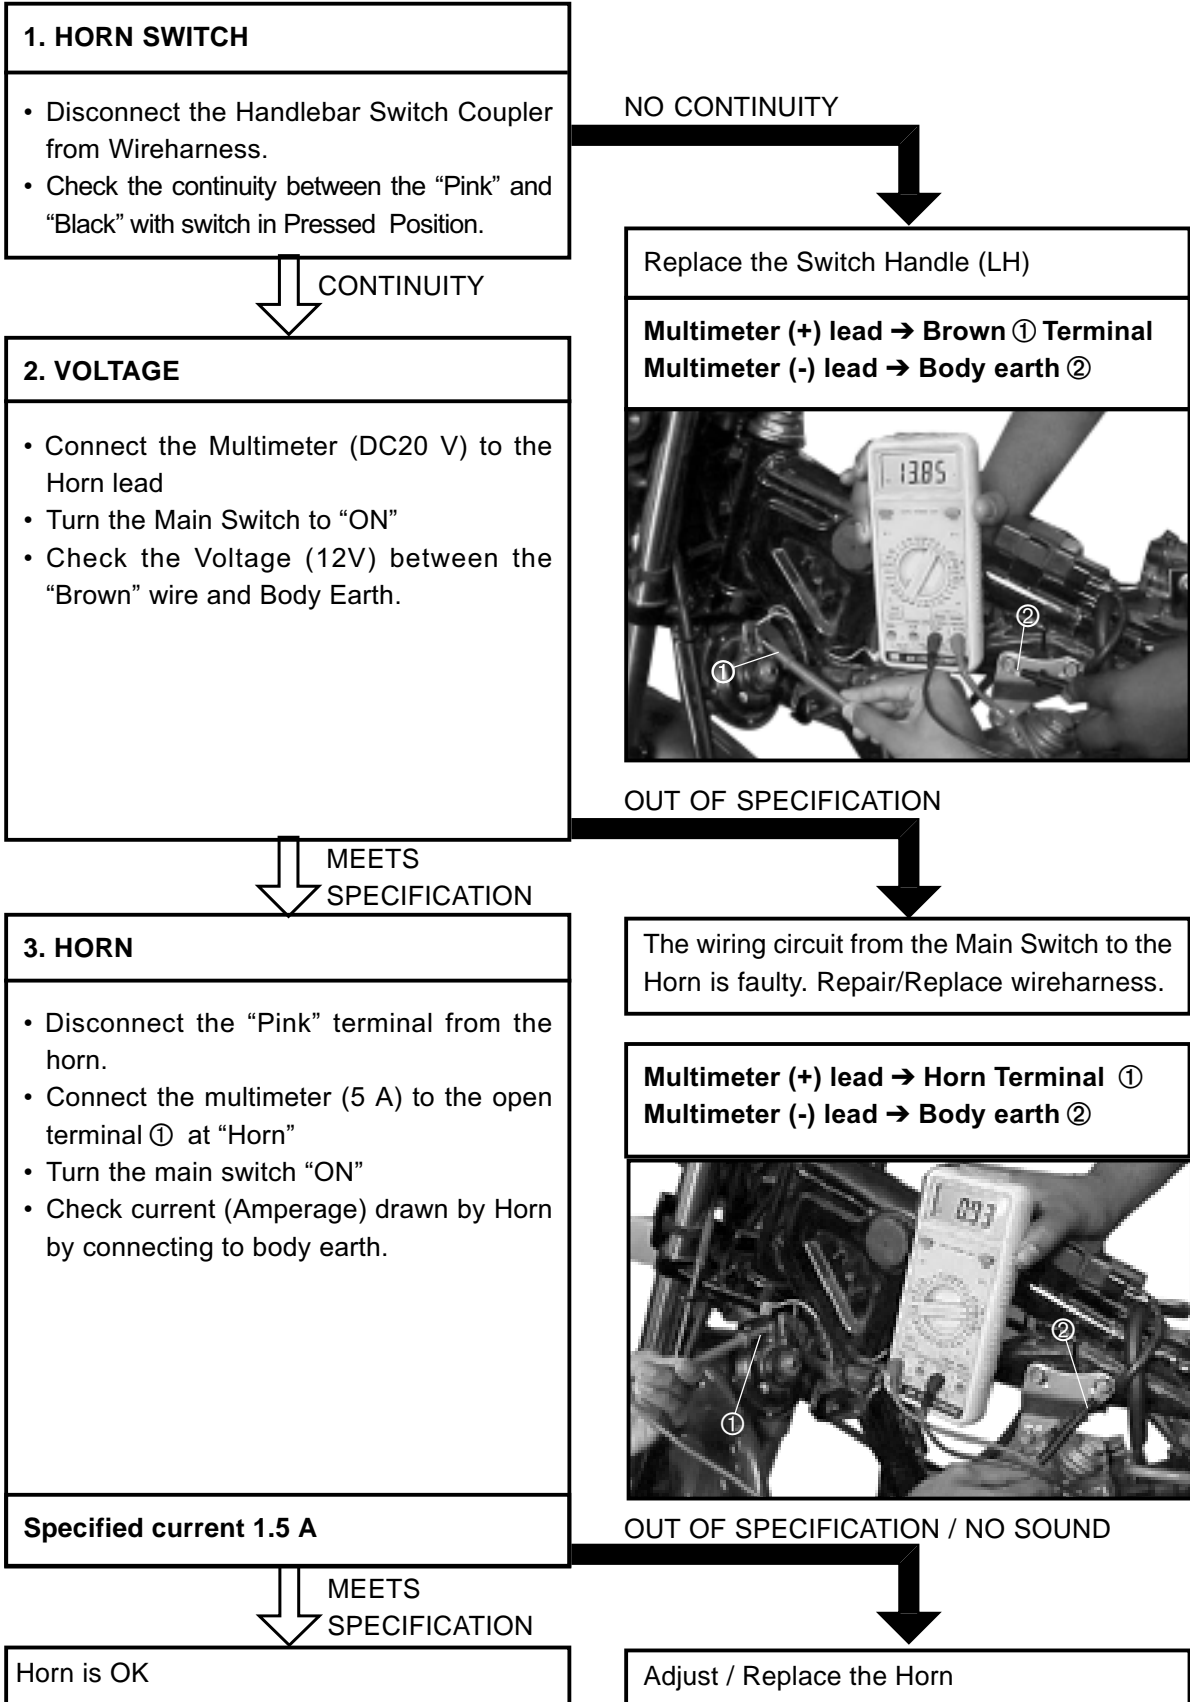 1. HORN SWITCH
• Disconnect the Handlebar Switch Coupler
from Wireharness.
• Check the continuity between the “Pink” and
“Black” with switch in Pressed Position.
NO CONTINUITY
CONTINUITY
Replace the Switch Handle (LH)
Multimeter (+) lead ➔ Brown ① Terminal
Multimeter (-) lead ➔ Body earth ②
13.85
①
②
2. VOLTAGE
• Connect the Multimeter (DC20 V) to the
Horn lead
• Turn the Main Switch to “ON”
• Check the Voltage (12V) between the
“Brown” wire and Body Earth.
OUT OF SPECIFICATION
MEETS
SPECIFICATION
The wiring circuit from the Main Switch to the
Horn is faulty. Repair/Replace wireharness.
3. HORN
• Disconnect the “Pink” terminal from the
horn.
• Connect the multimeter (5 A) to the open
terminal ① at “Horn”
• Turn the main switch “ON”
• Check current (Amperage) drawn by Horn
by connecting to body earth.
Multimeter (+) lead ➔ Horn Terminal ①
Multimeter (-) lead ➔ Body earth ②
0.93
①
②
Specified current 1.5 A
OUT OF SPECIFICATION / NO SOUND
MEETS
SPECIFICATION
Horn is OK
Adjust / Replace the Horn